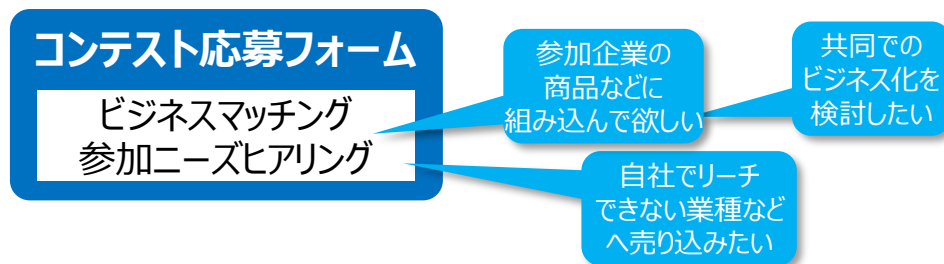 コンテスト応募フォーム
ビジネスマッチング
参加ニーズヒアリング
参加企業の
商品などに
組み込んで欲しい
共同での
ビジネス化を
検討したい
自社でリーチ
できない業種など
へ売り込みたい